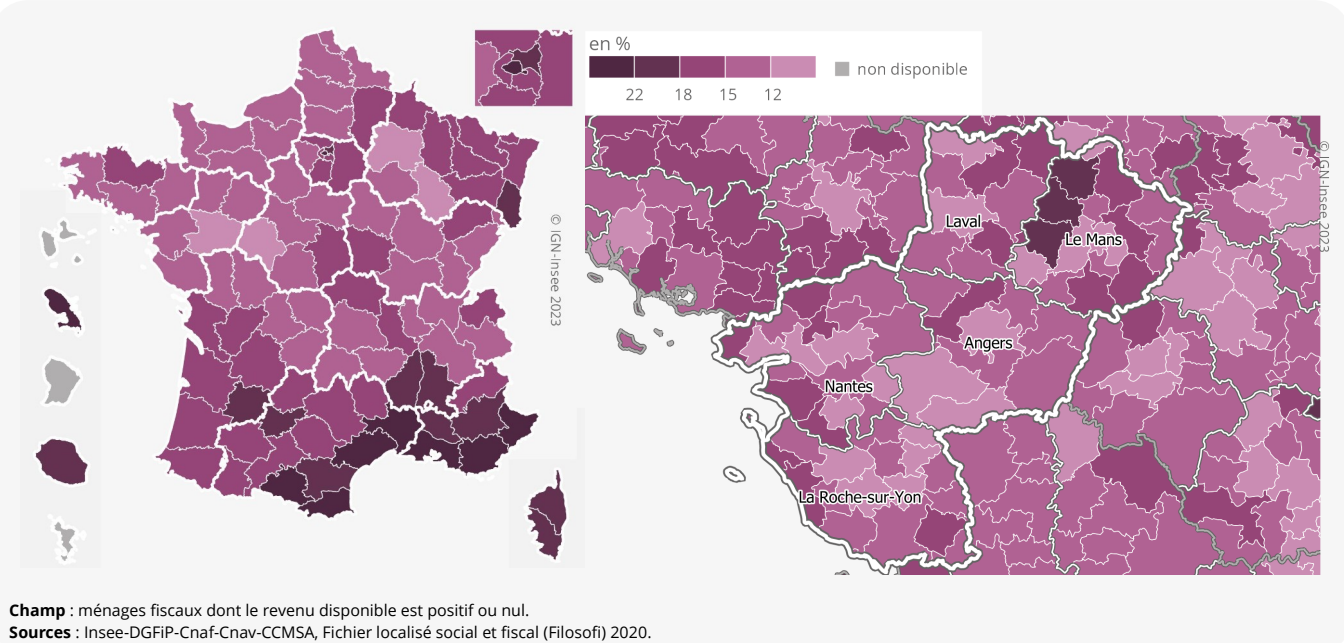 en %
22 18 15 12
non disponible
© IGN-Insee 2023
© IGN-Insee 2023
Laval
Le Mans
Angers
Nantes
La Roche-sur-Yon
Champ : ménages fiscaux dont le revenu disponible est positif ou nul.
Sources : Insee-DGFiP-Cnaf-Cnav-CCMSA, Fichier localisé social et fiscal (Filosofi) 2020.